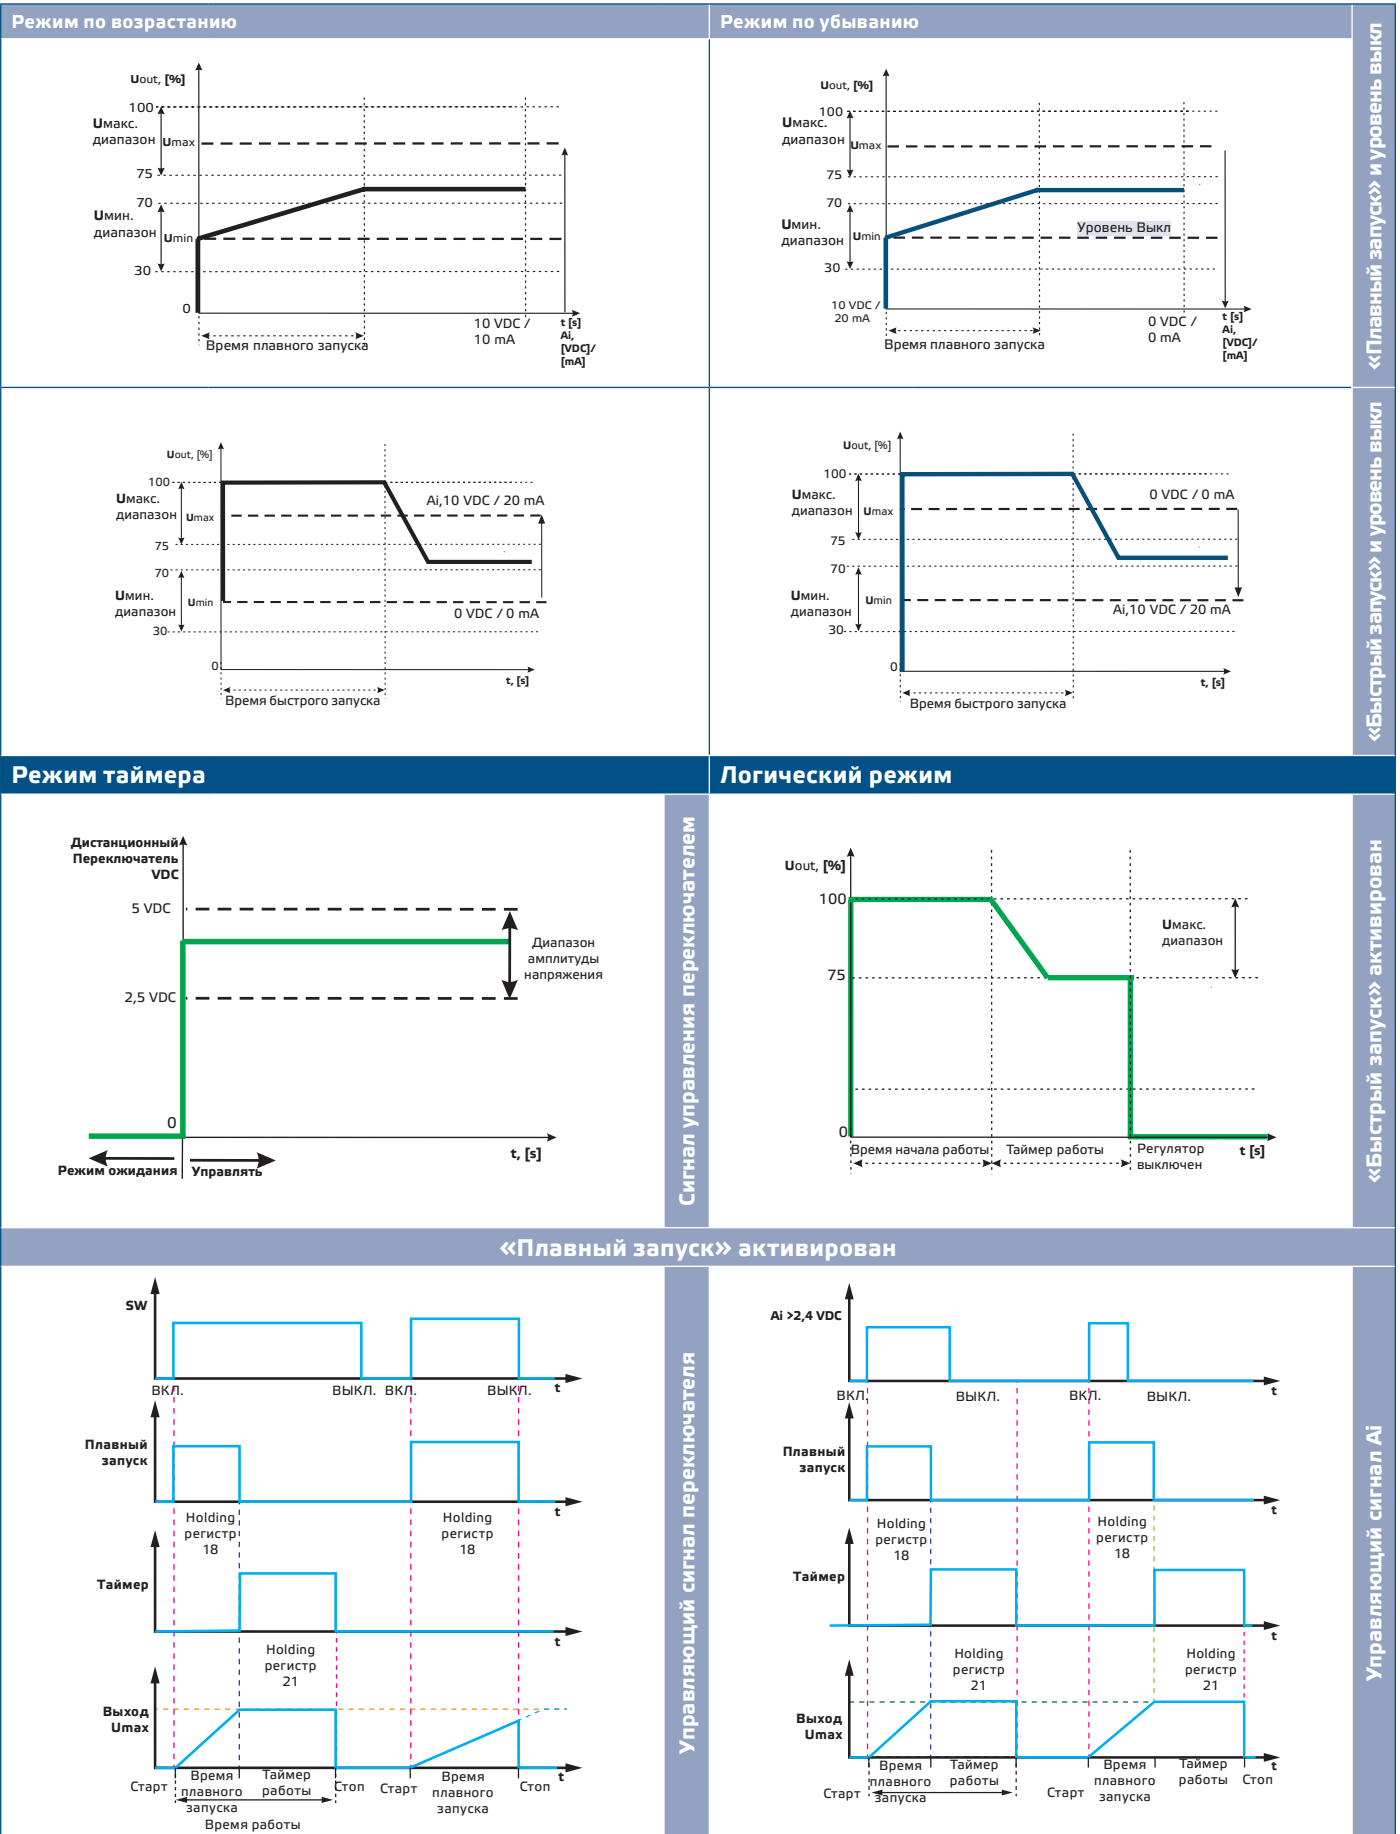 Режим по возрастанию
Режим по убыванию
«Плавный запуск» и уровень выкл
Uout, [%]
100
Uмакс.
диапазон
Umax
75
70
Uмин.
диапазон
Umin
30
0
10 VDC /
10 mA
t [s]
Ai,
[VDC]/
[mA]
Время плавного запуска
Uout, [%]
100
Uмакс.
диапазон
Umax
75
70
Uмин.
диапазон
Umin
Уровень Выкл
30
10 VDC /
20 mA
0 VDC /
0 mA
t [s]
Ai,
[VDC]/
[mA]
Время плавного запуска
«Быстрый запуск» и уровень выкл
Uout, [%]
100
Uмакс.
диапазон
Umax
Ai,10 VDC / 20 mA
75
70
Uмин.
диапазон
Umin
0 VDC / 0 mA
30
0
t, [s]
Время быстрого запуска
Uout, [%]
100
Uмакс.
диапазон
Umax
0 VDC / 0 mA
75
70
Uмин.
диапазон
Umin
Ai,10 VDC / 20 mA
30
0
t, [s]
Время быстрого запуска
Режим таймера
Логический режим
Дистанционный
Переключатель
VDC
5 VDC
Диапазон
амплитуды
напряжения
2,5 VDC
0
t, [s]
Режим ожидания
Управлять
Сигнал управления переключателем
Uout, [%]
100
Uмакс.
диапазон
75
0
Время начала работы
Таймер работы
Регулятор
выключен
t [s]
«Быстрый запуск» активирован
«Плавный запуск» активирован
SW
ВКЛ.
ВЫКЛ.
ВКЛ.
ВЫКЛ.
t
Плавный
запуск
t
Holding
регистр
18
Holding
регистр
18
Таймер
t
Holding
регистр
21
Выход
Umax
t
Старт
Время
плавного
запуска
Таймер
работы
Стоп
Старт
Время
плавного
запуска
Стоп
Время работы
Управляющий сигнал переключателя
Ai >2,4 VDC
ВКЛ.
ВЫКЛ.
ВКЛ.
ВЫКЛ.
t
Плавный
запуск
t
Holding
регистр
18
Holding
регистр
18
Таймер
t
Holding
регистр
21
Holding
регистр
21
Выход
Umax
t
Старт
Время
плавного
запуска
Таймер
работы
Старт
Время
плавного
запуска
Таймер
работы
Стоп
Управляющий сигнал Ai